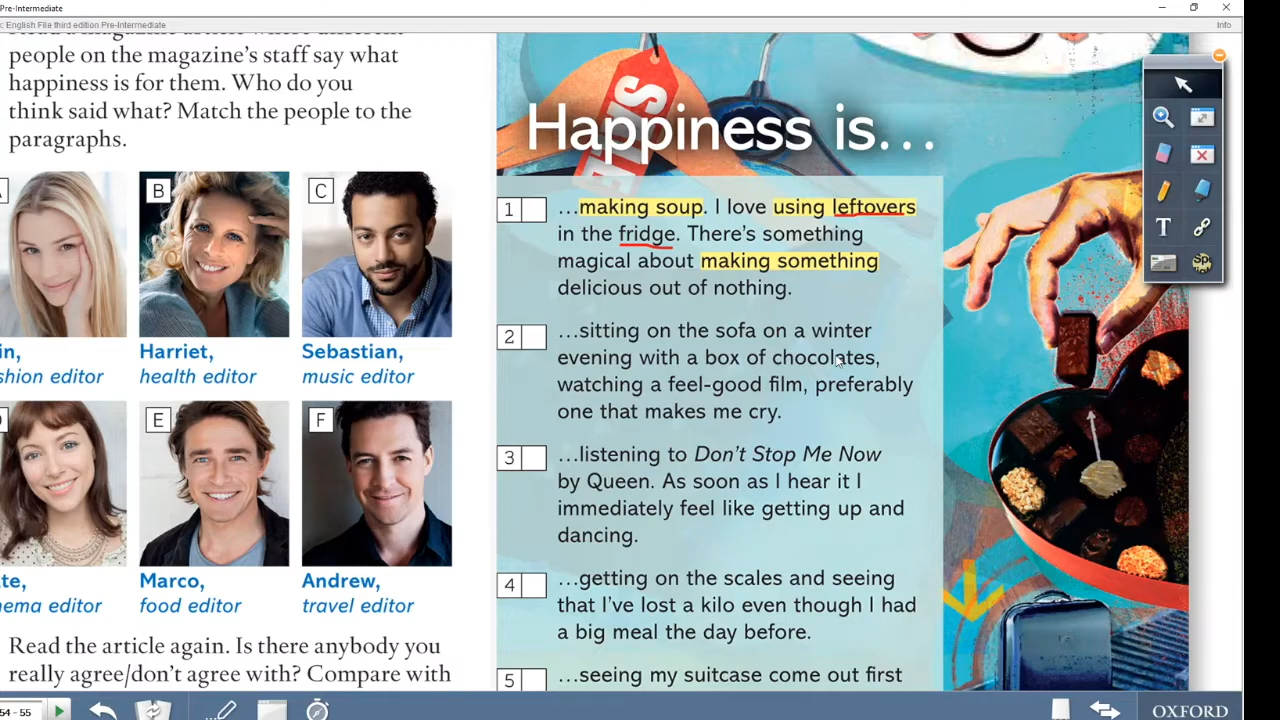 Pre-Intermediate
: English File third edition Pre-Intermediate
Info
people on the magazine's staff say what
happiness is for them. Who do you
think said what? Match the people to the
paragraphs.
B
C
Harriet,
health editor
Sebastian,
music editor
E
F
Marco,
food editor
Andrew,
travel editor
Read the article again. Is there anybody you
really agree/don't agree with? Compare with
SALE
Happiness is...
1
...making soup. I love using leftovers
in the fridge. There's something
magical about making something
delicious out of nothing.
2
...sitting on the sofa on a winter
evening with a box of chocolates,
watching a feel-good film, preferably
one that makes me cry.
3
...listening to Don't Stop Me Now
by Queen. As soon as I hear it I
immediately feel like getting up and
dancing.
4
...getting on the scales and seeing
that I've lost a kilo even though I had
a big meal the day before.
5
...seeing my suitcase come out first
T
54 - 55
OXFORD